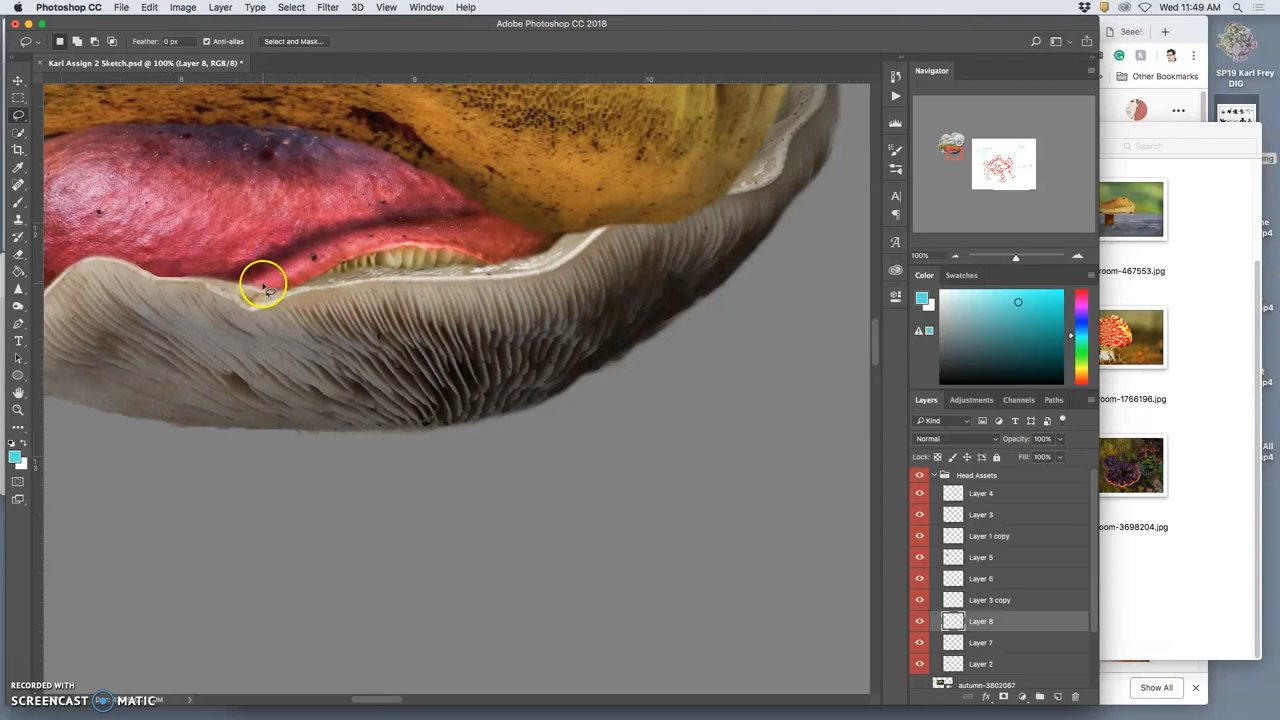 Photoshop CC File Edit Image Layer Type Select Filter 3D View Window Help
Wed 11:49 AM
Adobe Photoshop CC 2018
Feather: 0 px Anti-alias Select and Mask...
3ee5
Other Bookmarks
SP19 Karl Frey
DIG
Karl Assign 2 Sketch.psd @ 100% (Layer 8, RGB/8) *
8 9 10
Navigator
Search
100%
room-467553.jpg
Color Swatches
room-1766196.jpg
Layers Adjustments Channels Paths
Kind
Normal Opacity: 100%
Lock: Fill: 100%
Head Assets
Layer 4
Layer 3
Layer 1 copy
Layer 5
room-3698204.jpg
Layer 6
Layer 3 copy
Layer 8
Layer 7
Layer 2
autumn-3802067
Show All
RECORDED WITH
SCREENCAST MATIC